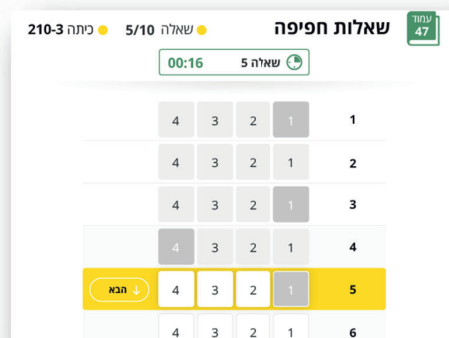 עמוד 47
שאלות חפיפה
שאלה 5/10
כיתה 210-3
שאלה 5 00:16
1 1 2 3 4
2 1 2 3 4
3 1 2 3 4
4 1 2 3 4
5 1 2 3 4 הבא ↓
6 1 2 3 4